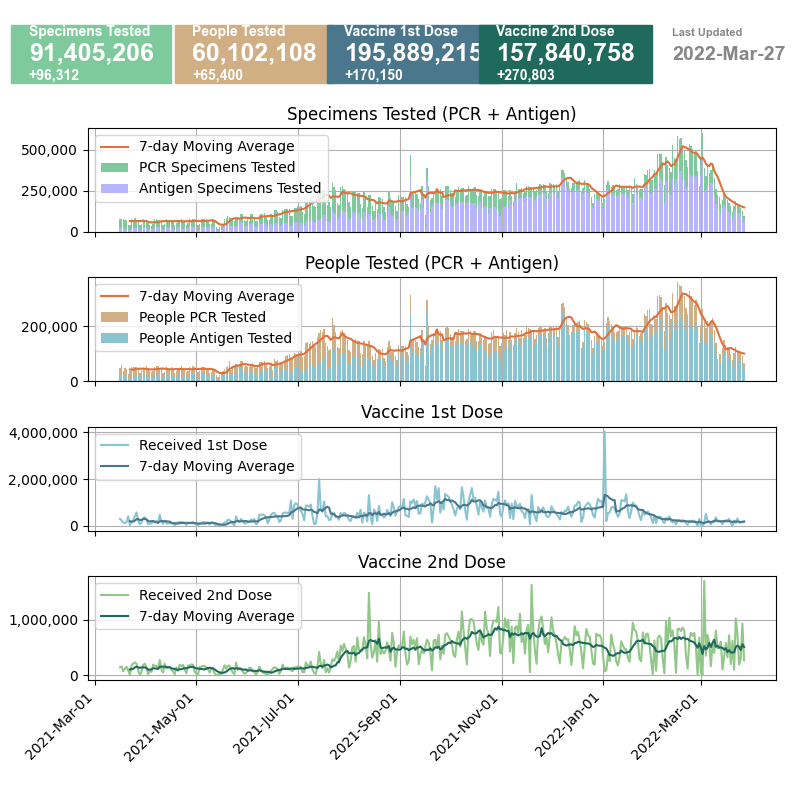 Specimens Tested
91,405,206
+96,312
People Tested
60,102,108
+65,400
Vaccine 1st Dose
195,889,215
+170,150
Vaccine 2nd Dose
157,840,758
+270,803
Last Updated
2022-Mar-27
Specimens Tested (PCR + Antigen)
500,000
250,000
0
7-day Moving Average
PCR Specimens Tested
Antigen Specimens Tested
People Tested (PCR + Antigen)
200,000
0
7-day Moving Average
People PCR Tested
People Antigen Tested
Vaccine 1st Dose
4,000,000
2,000,000
0
Received 1st Dose
7-day Moving Average
Vaccine 2nd Dose
1,000,000
0
Received 2nd Dose
7-day Moving Average
2021-Mar-01
2021-May-01
2021-Jul-01
2021-Sep-01
2021-Nov-01
2022-Jan-01
2022-Mar-01